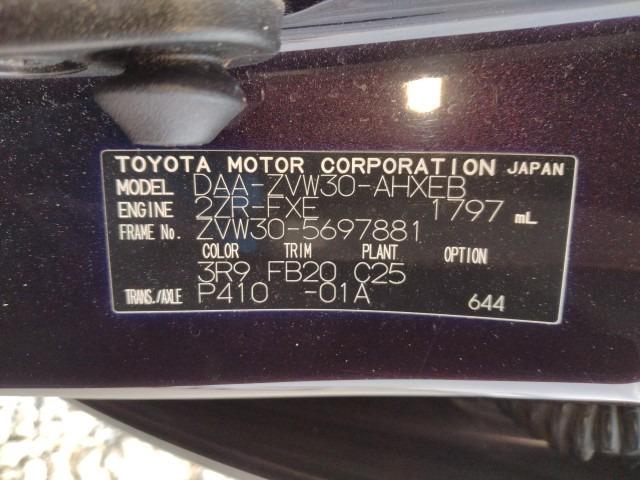 TOYOTA MOTOR CORPORATION JAPAN
MODEL DAA-ZVW30-AHXEB
ENGINE 2ZR-FXE 1797 mL
FRAME No. ZVW30-5697881
COLOR TRIM PLANT OPTION
3R9 FB20 C25
TRANS./AXLE P410 -01A 644